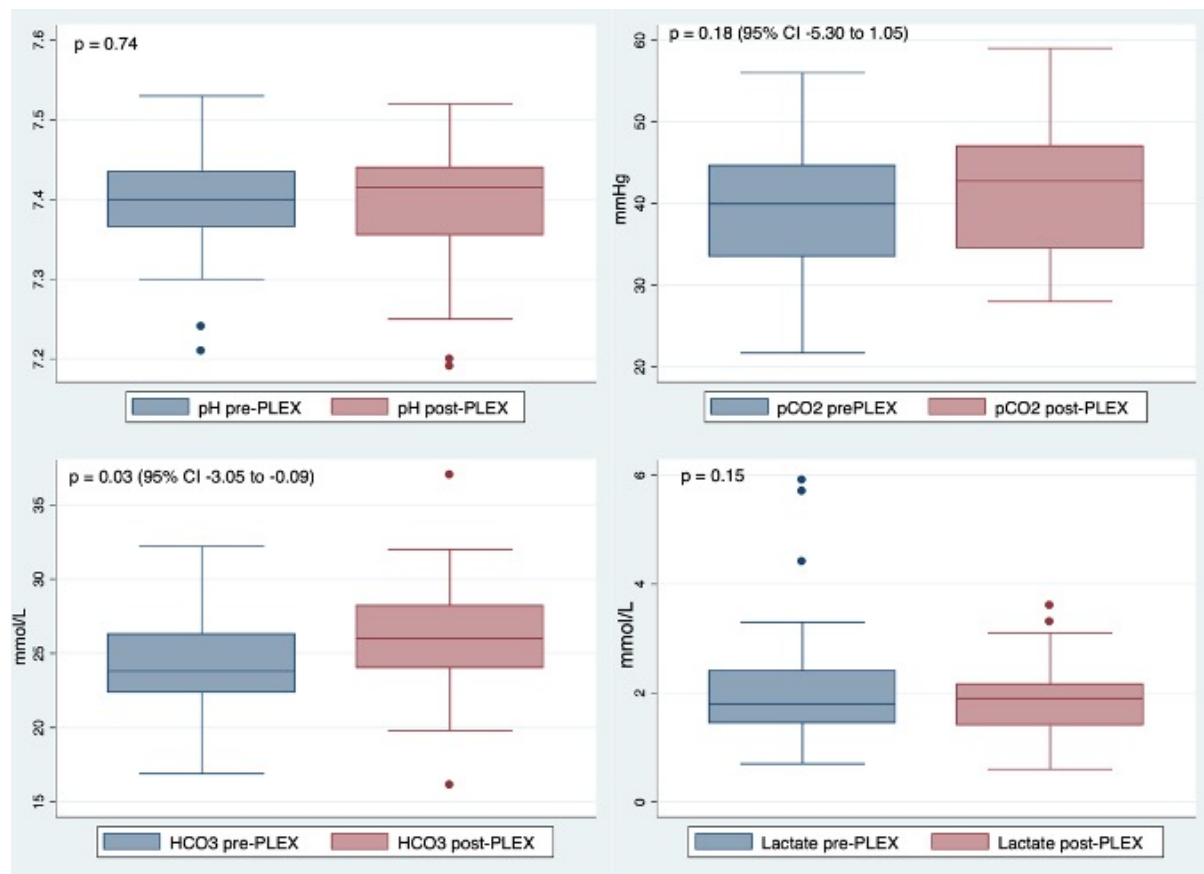 p = 0.74
7.6
7.5
7.4
7.3
7.2
pH pre-PLEX
pH post-PLEX
p = 0.18 (95% CI -5.30 to 1.05)
mmHg
60
50
40
30
20
pCO2 prePLEX
pCO2 post-PLEX
p = 0.03 (95% CI -3.05 to -0.09)
mmol/L
35
30
25
20
15
HCO3 pre-PLEX
HCO3 post-PLEX
p = 0.15
mmol/L
6
4
2
0
Lactate pre-PLEX
Lactate post-PLEX